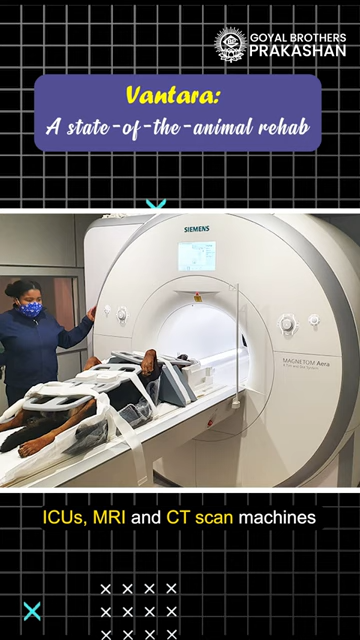 GOYAL BROTHERS
PRAKASHAN
Vantara:
A state-of-the-animal rehab
SIEMENS
MAGNETOM Aera
ICUs, MRI and CT scan machines